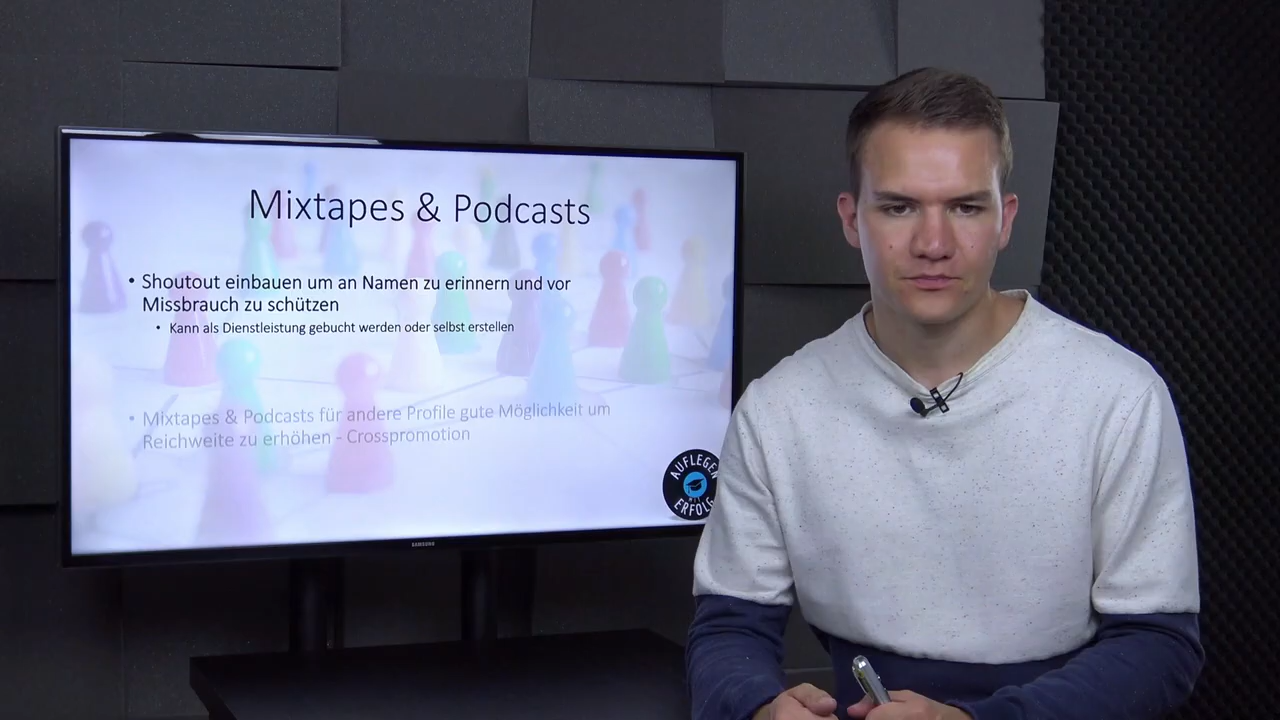 Mixtapes & Podcasts
• Shoutout einbauen um an Namen zu erinnern und vor
Missbrauch zu schützen
• Kann als Dienstleistung gebucht werden oder selbst erstellen
• Mixtapes & Podcasts für andere Profile gute Möglichkeit um
Reichweite zu erhöhen - Crosspromotion
AUFLEGEN
MIT
ERFOLG
SAMSUNG